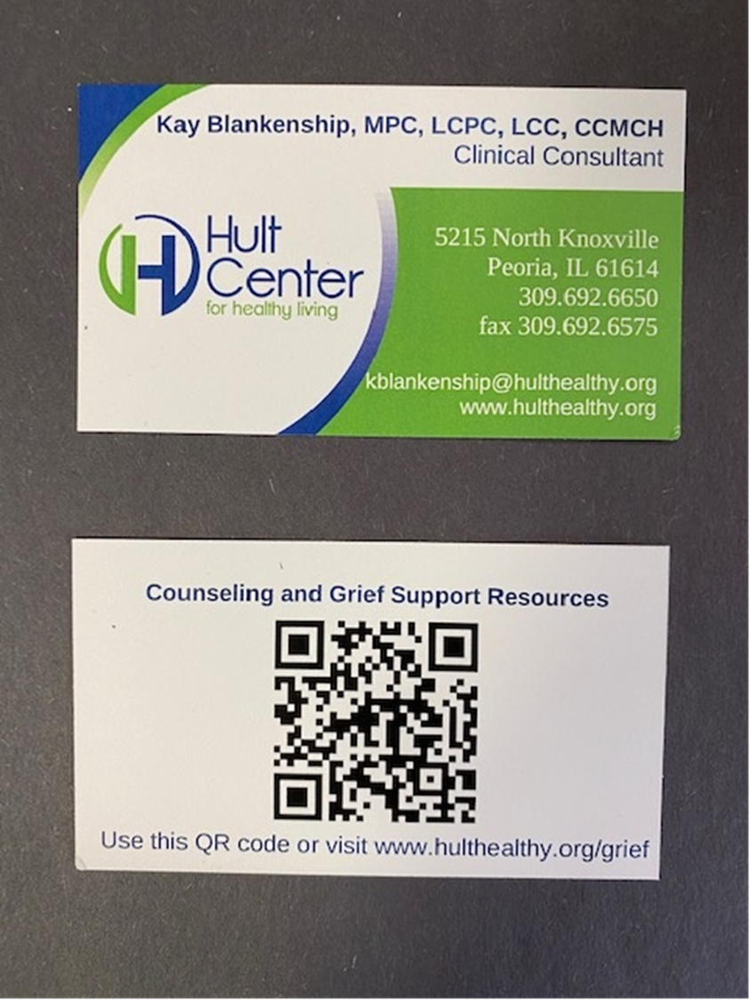 Kay Blankenship, MPC, LCPC, LCC, CCMCH
Clinical Consultant
Hult
Center
for healthy living
5215 North Knoxville
Peoria, IL 61614
309.692.6650
fax 309.692.6575
kblankenship@hulthealthy.org
www.hulthealthy.org
Counseling and Grief Support Resources
Use this QR code or visit www.hulthealthy.org/grief